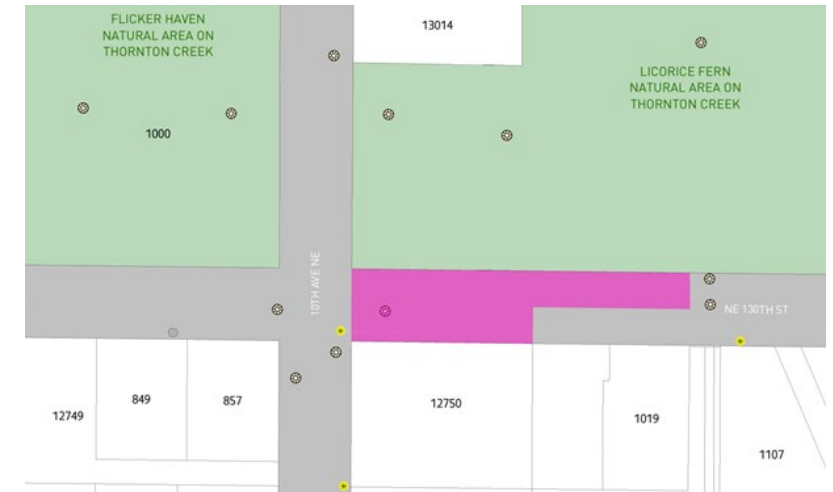 FLICKER HAVEN
NATURAL AREA ON
THORNTON CREEK
13014
LICORICE FERN
NATURAL AREA ON
THORNTON CREEK
1000
10TH AVE NE
NE 130TH ST
849
857
12749
12750
1019
1107